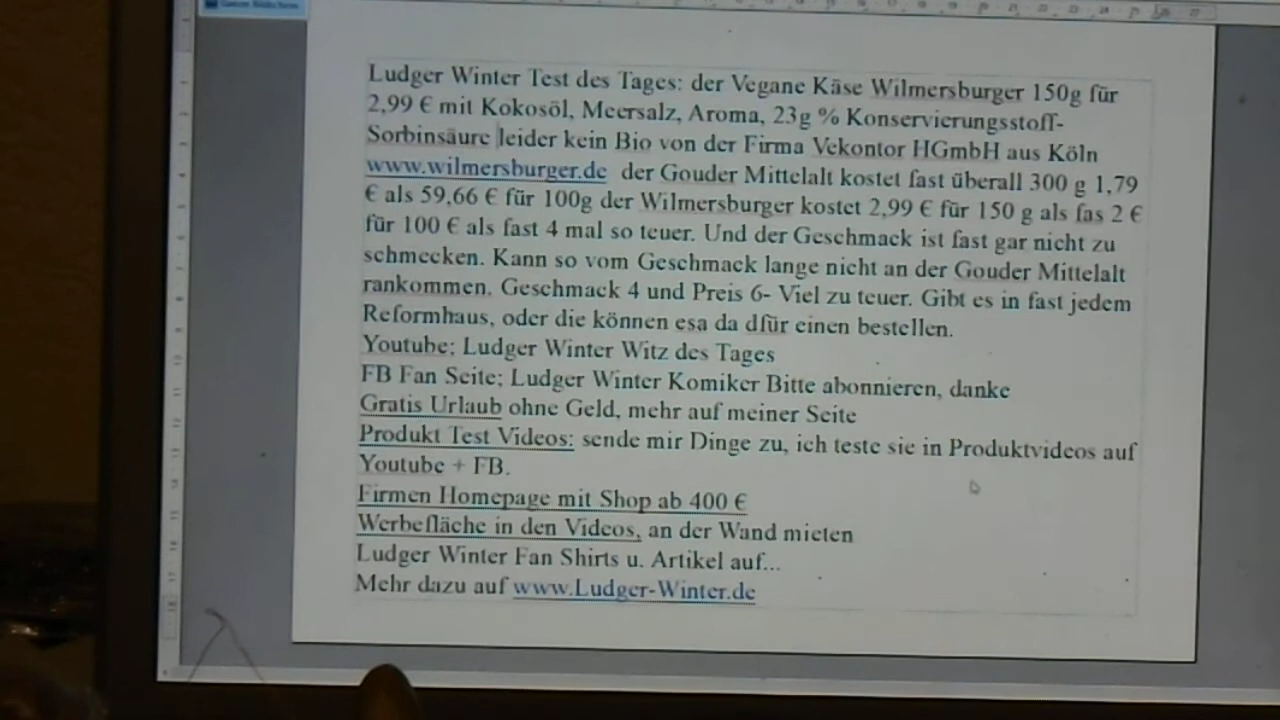 Ludger Winter Test des Tages: der Vegane Käse Wilmersburger 150g für
2,99 € mit Kokosöl, Meersalz, Aroma, 23g % Konservierungsstoff-
Sorbinsäure leider kein Bio von der Firma Vekontor HGmbH aus Köln
www.wilmersburger.de der Gouder Mittelalt kostet fast überall 300 g 1,79
€ als 59,66 € für 100g der Wilmersburger kostet 2,99 € für 150 g als fas 2 €
für 100 € als fast 4 mal so teuer. Und der Geschmack ist fast gar nicht zu
schmecken. Kann so vom Geschmack lange nicht an der Gouder Mittelalt
rankommen. Geschmack 4 und Preis 6- Viel zu teuer. Gibt es in fast jedem
Reformhaus, oder die können esa da dfür einen bestellen.
Youtube: Ludger Winter Witz des Tages
FB Fan Seite: Ludger Winter Komiker Bitte abonnieren, danke
Gratis Urlaub ohne Geld, mehr auf meiner Seite
Produkt Test Videos: sende mir Dinge zu, ich teste sie in Produktvideos auf
Youtube + FB.
Firmen Homepage mit Shop ab 400 €
Werbefläche in den Videos, an der Wand mieten
Ludger Winter Fan Shirts u. Artikel auf...
Mehr dazu auf www.Ludger-Winter.de